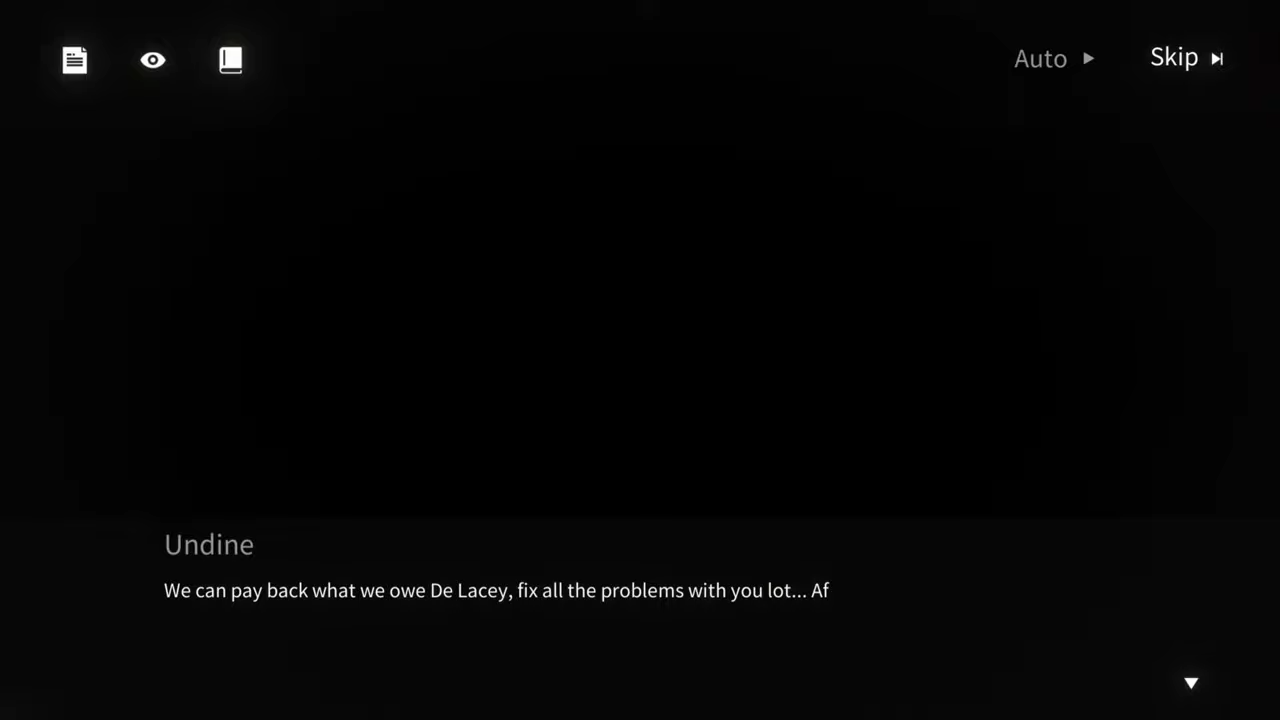 Auto
Skip
Undine
We can pay back what we owe De Lacey, fix all the problems with you lot... Af